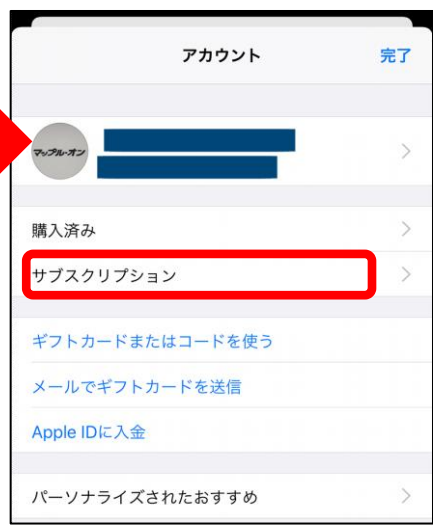 アカウント
完了
マップル・オン
購入済み
サブスクリプション
ギフトカードまたはコードを使う
メールでギフトカードを送信
Apple IDに入金
パーソナライズされたおすすめ